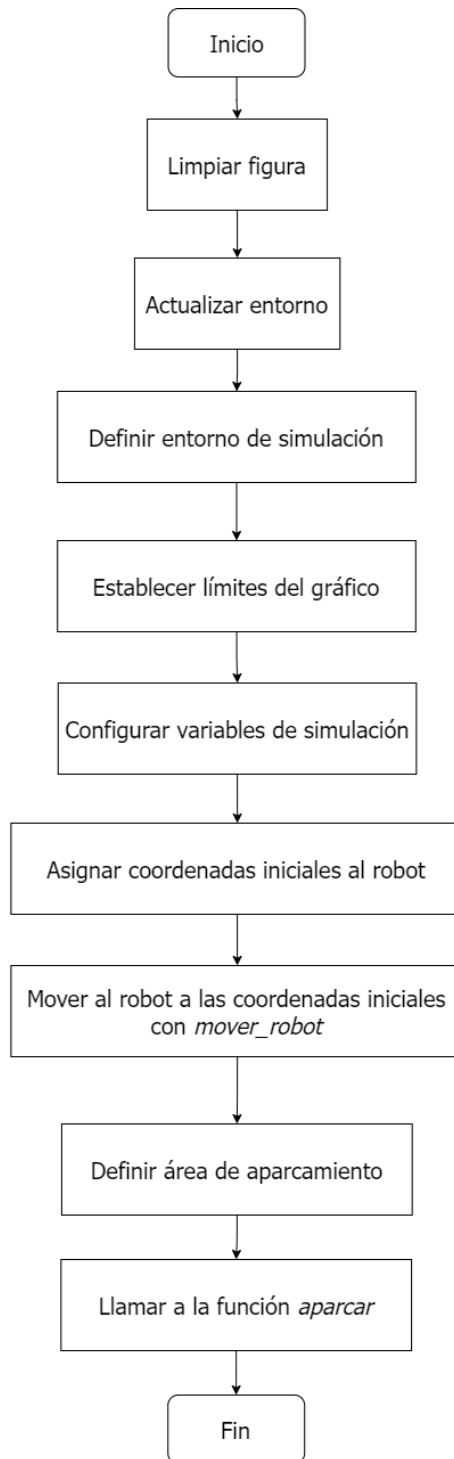 Inicio
Limpiar figura
Actualizar entorno
Definir entorno de simulación
Establecer límites del gráfico
Configurar variables de simulación
Asignar coordenadas iniciales al robot
Mover al robot a las coordenadas iniciales
con mover_robot
Definir área de aparcamiento
Llamar a la función aparcar
Fin